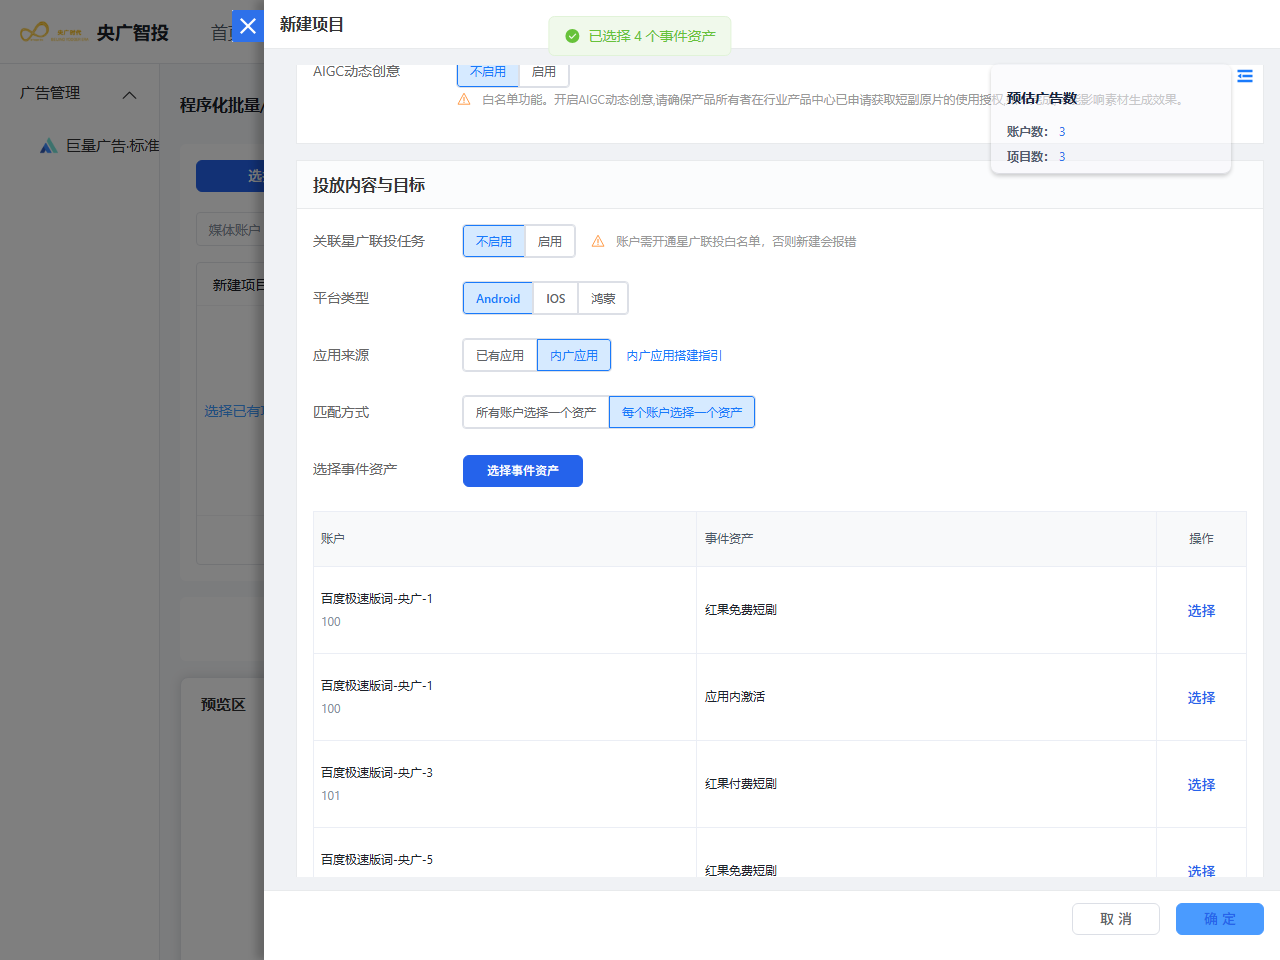 央广智投
首页
新建项目
已选择 4 个事件资产
广告管理
巨量广告·标准
程序化批量
媒体账户
新建项目
选择已有
预览区
AIGC动态创意
不启用
启用
白名单功能。开启AIGC动态创意,请确保产品所有者在行业产品中心已申请获取短剧原片的使用授权,
影响素材生成效果。
预估广告数
账户数： 3
项目数： 3
投放内容与目标
关联星广联投任务
不启用
启用
账户需开通星广联投白名单，否则新建会报错
平台类型
Android
IOS
鸿蒙
应用来源
已有应用
内广应用
内广应用搭建指引
匹配方式
所有账户选择一个资产
每个账户选择一个资产
选择事件资产
选择事件资产
账户
事件资产
操作
百度极速版词-央广-1
100
红果免费短剧
选择
百度极速版词-央广-1
100
应用内激活
选择
百度极速版词-央广-3
101
红果付费短剧
选择
百度极速版词-央广-5
红果免费短剧
选择
取 消
确 定